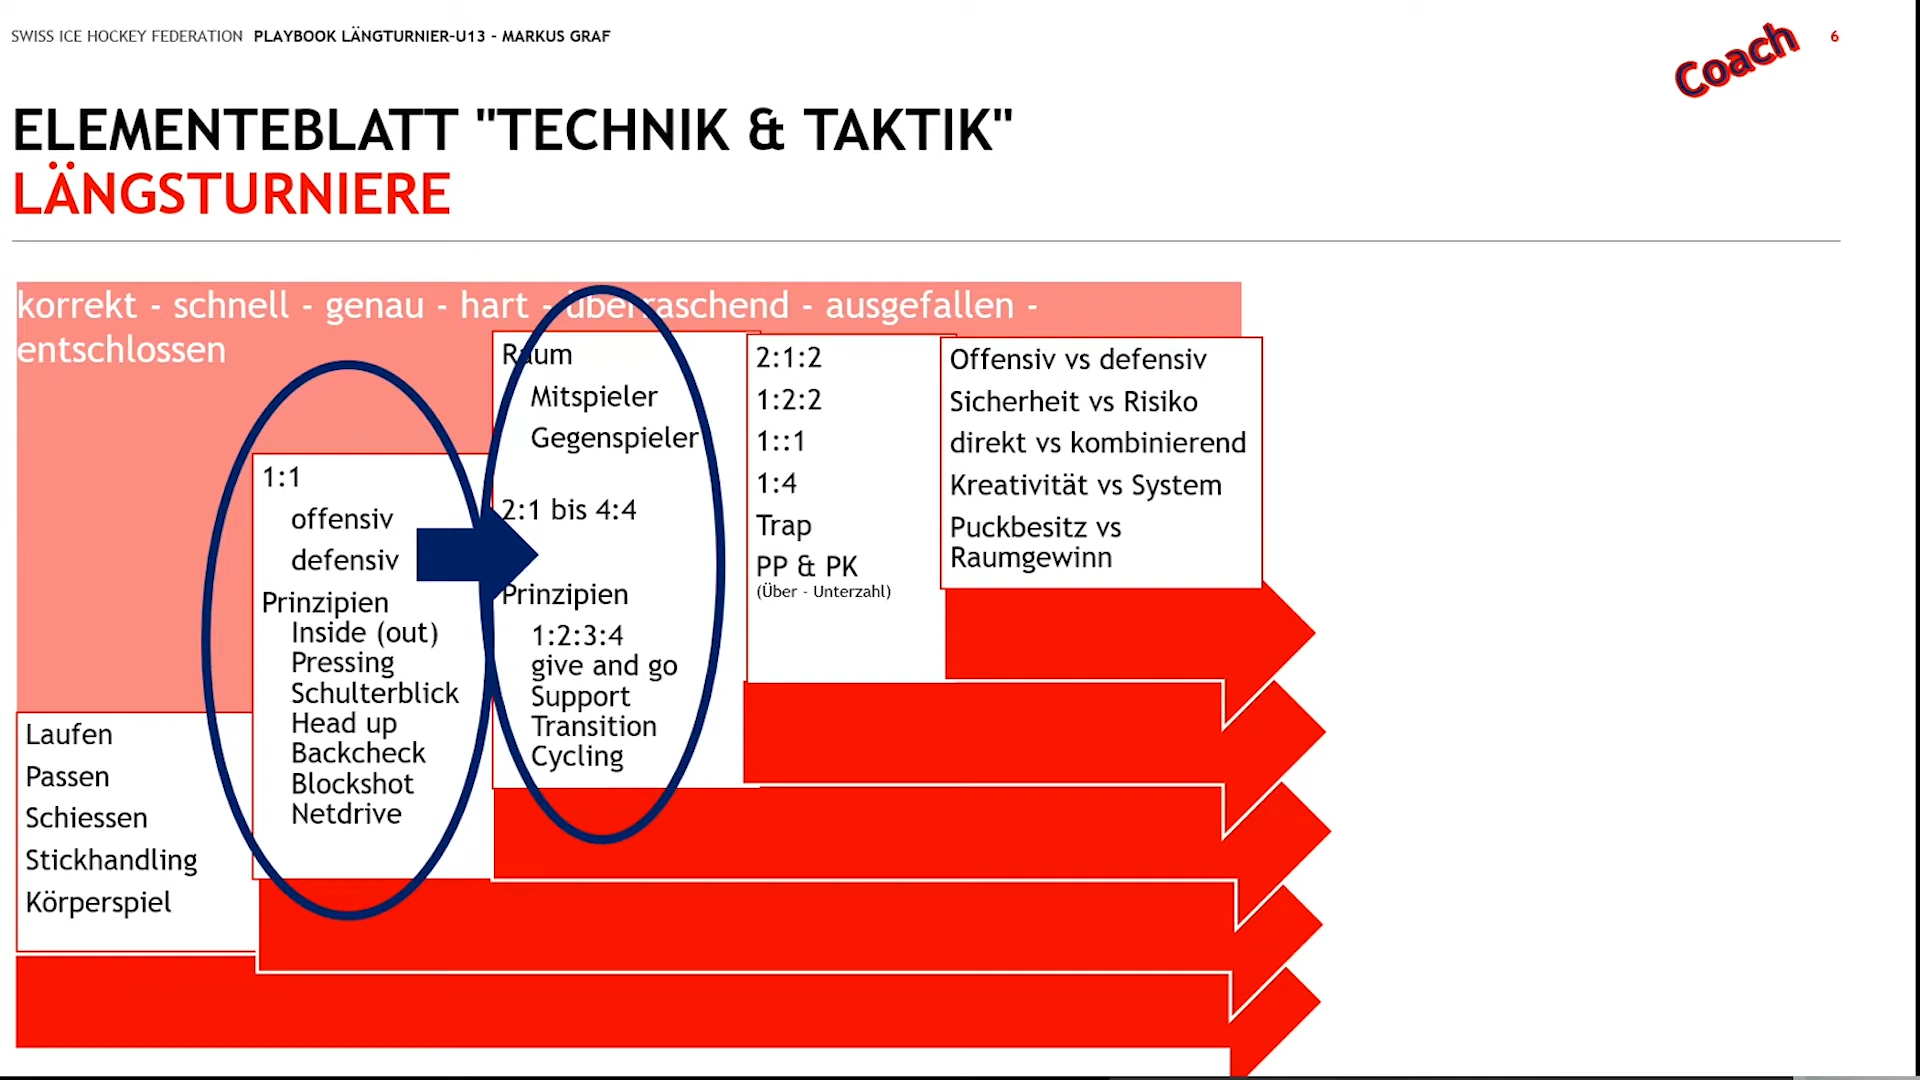 SWISS ICE HOCKEY FEDERATION PLAYBOOK LÄNGTURNIER-U13 - MARKUS GRAF
Coach
6
ELEMENTEBLATT "TECHNIK & TAKTIK"
LÄNGSTURNIERE
korrekt - schnell - genau - hart - überraschend - ausgefallen -
entschlossen
Laufen
Passen
Schiessen
Stickhandling
Körperspiel
1:1
offensiv
defensiv
Prinzipien
Inside (out)
Pressing
Schulterblick
Head up
Backcheck
Blockshot
Netdrive
Raum
Mitspieler
Gegenspieler
2:1 bis 4:4
Prinzipien
1:2:3:4
give and go
Support
Transition
Cycling
2:1:2
1:2:2
1::1
1:4
Trap
PP & PK
(Über - Unterzahl)
Offensiv vs defensiv
Sicherheit vs Risiko
direkt vs kombinierend
Kreativität vs System
Puckbesitz vs
Raumgewinn